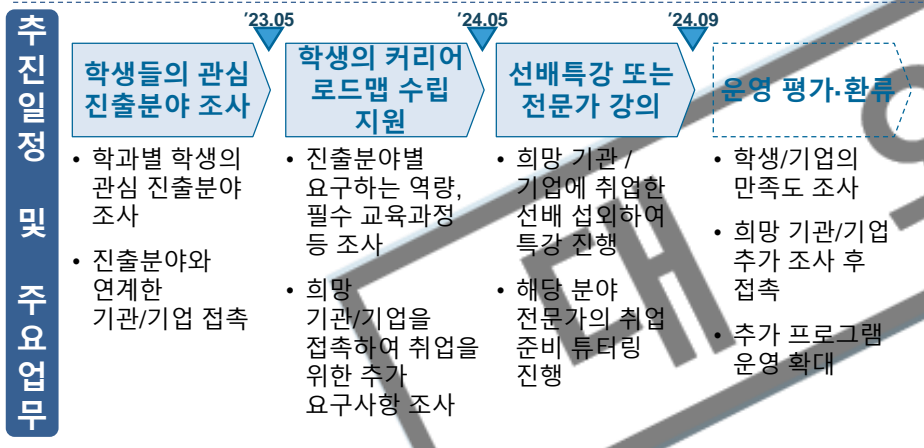 추진일정 및 주요업무
'23.05
'24.05
'24.09
학생들의 관심
진출분야 조사
학생의 커리어
로드맵 수립
지원
선배특강 또는
전문가 강의
운영 평가·환류
• 학과별 학생의
관심 진출분야
조사
• 진출분야와
연계한
기관/기업 접촉
• 진출분야별
요구하는 역량,
필수 교육과정
등 조사
• 희망
기관/기업을
접촉하여 취업을
위한 추가
요구사항 조사
• 희망 기관 /
기업에 취업한
선배 섭외하여
특강 진행
• 해당 분야
전문가의 취업
준비 튜터링
진행
• 학생/기업의
만족도 조사
• 희망 기관/기업
추가 조사 후
접촉
• 추가 프로그램
운영 확대
대